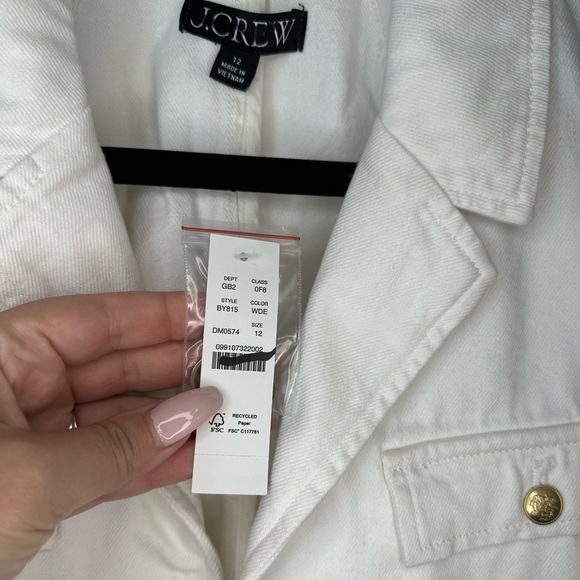 J.CREW
12
MADE IN
VIETNAM
DEPT CLASS
GB2 0F8
STYLE COLOR
BY815 WDE
SIZE
DM0574 12
099107322002
RECYCLED
Paper
FSC® C117781
FSC